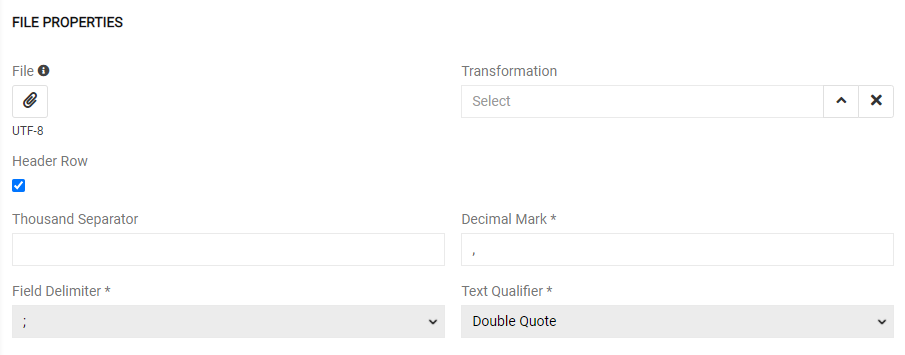 FILE PROPERTIES
File
Transformation
Select
UTF-8
Header Row
Thousand Separator
Decimal Mark *
,
Field Delimiter *
Text Qualifier *
;
Double Quote